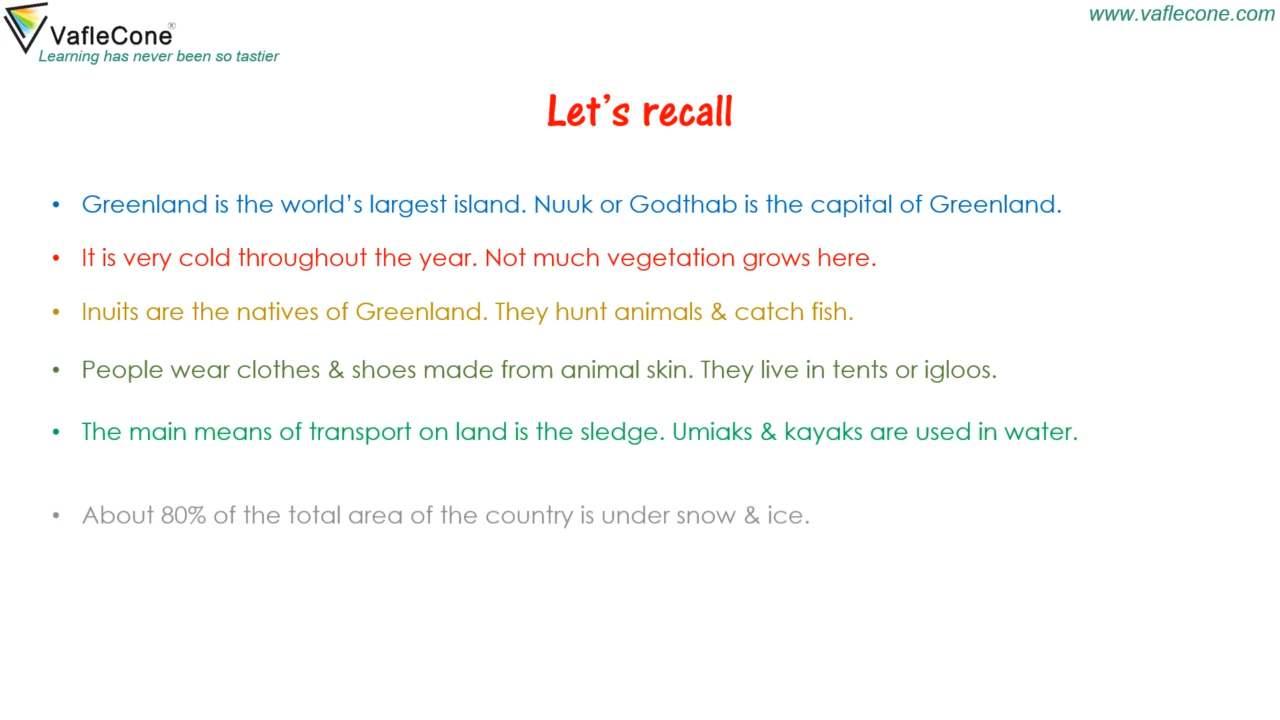 VafleCone®
Learning has never been so tastier
www.vaflecone.com
Let's recall
• Greenland is the world's largest island. Nuuk or Godthab is the capital of Greenland.
• It is very cold throughout the year. Not much vegetation grows here.
• Inuits are the natives of Greenland. They hunt animals & catch fish.
• People wear clothes & shoes made from animal skin. They live in tents or igloos.
• The main means of transport on land is the sledge. Umiaks & kayaks are used in water.
• About 80% of the total area of the country is under snow & ice.